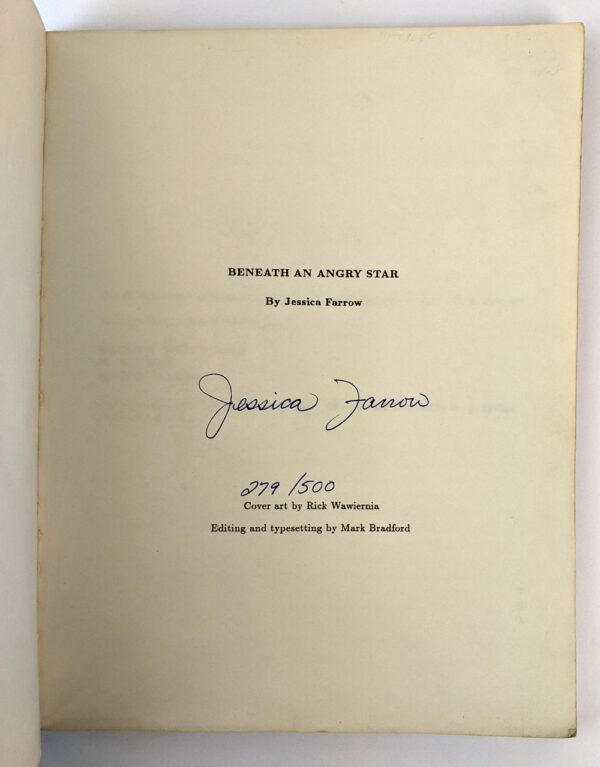 BENEATH AN ANGRY STAR
By Jessica Farrow
Jessica Farrow
279/500
Cover art by Rick Wawiernia
Editing and typesetting by Mark Bradford